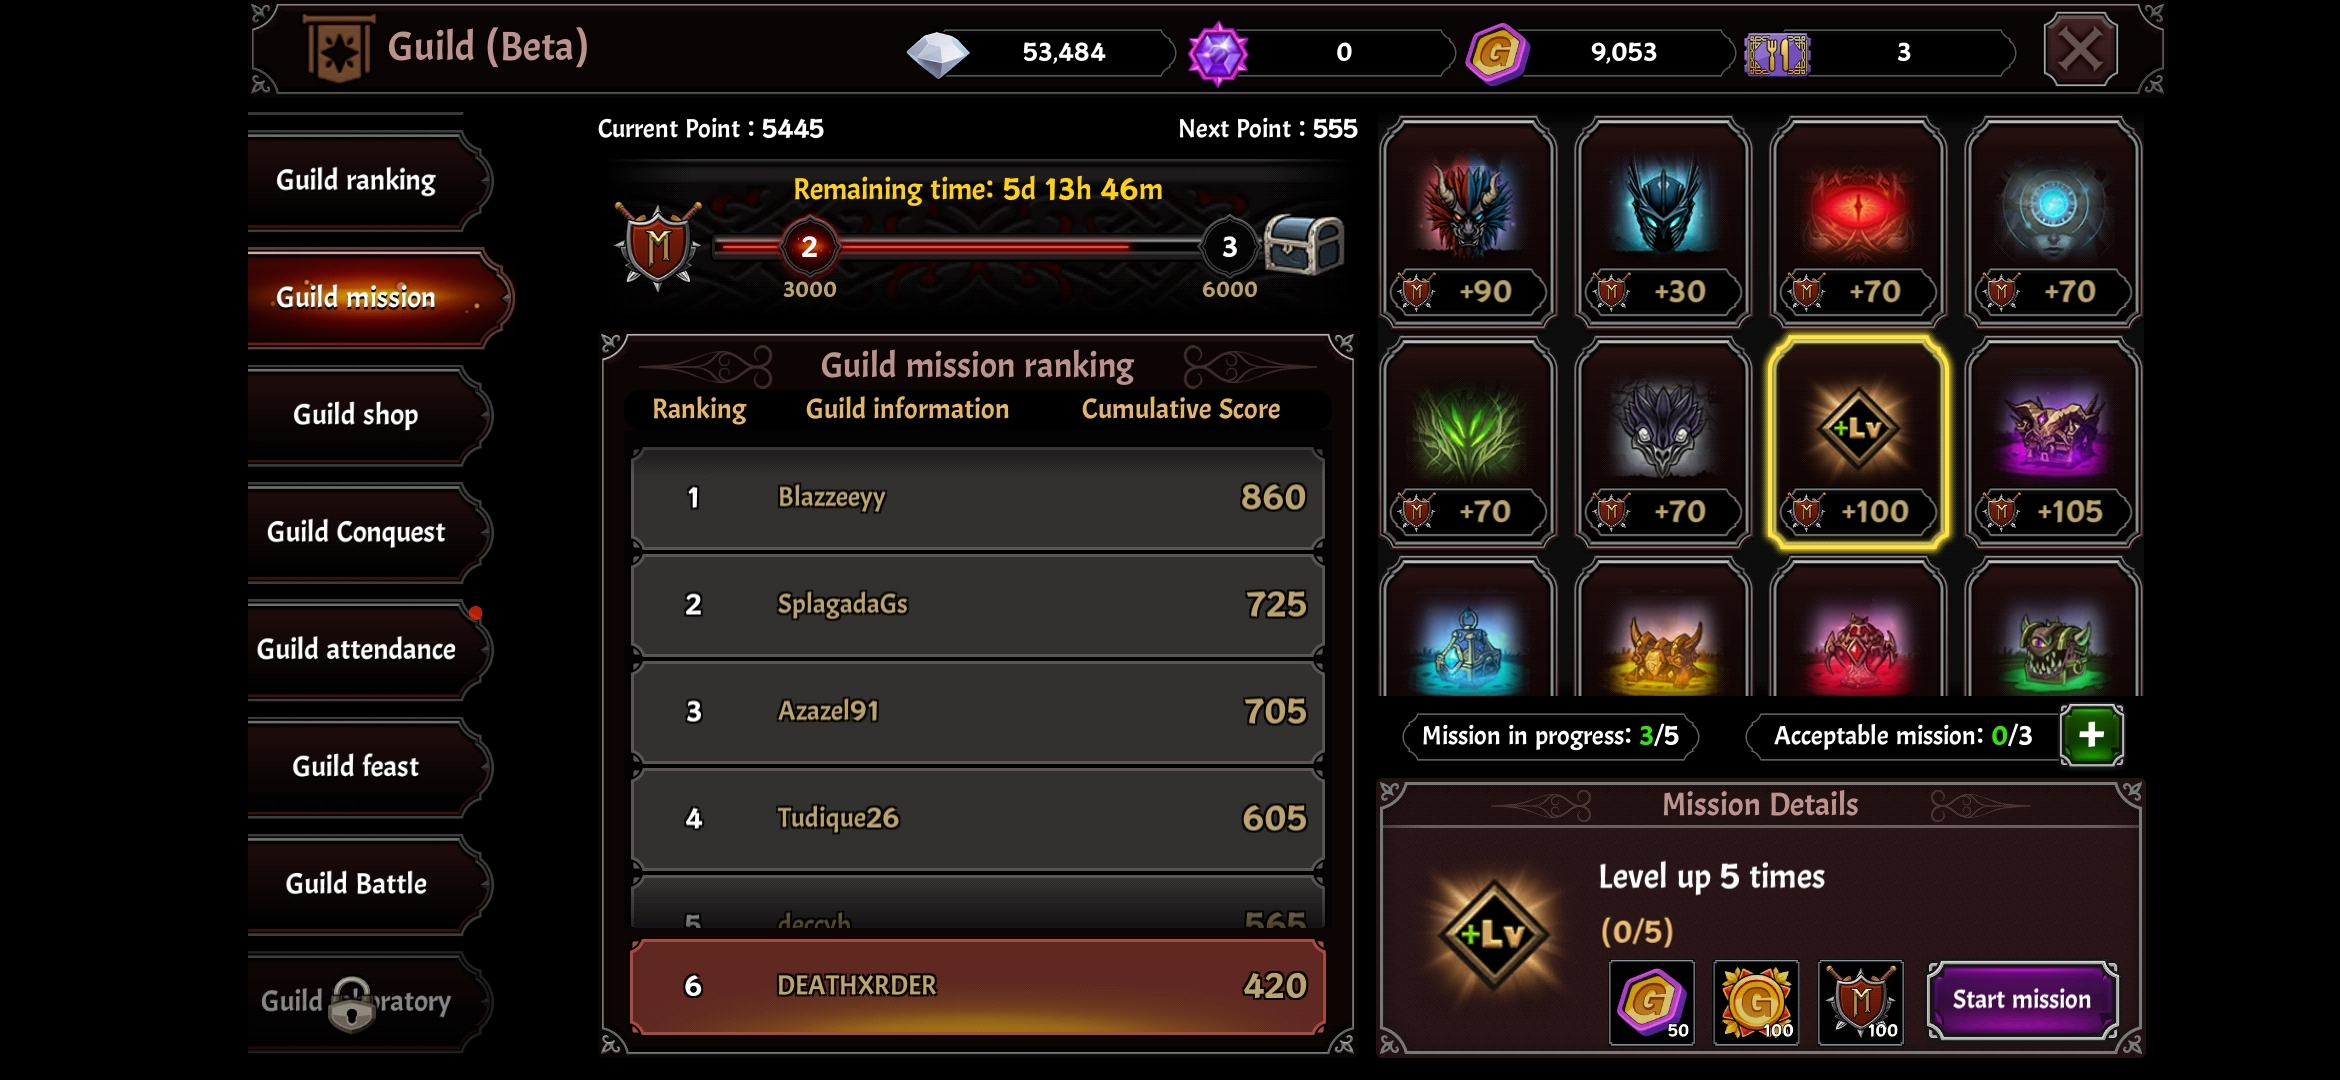 Guild (Beta)
53,484
0
9,053
3
Guild ranking
Guild mission
Guild shop
Guild Conquest
Guild attendance
Guild feast
Guild Battle
Guild
Current Point : 5445
Next Point : 555
Remaining time: 5d 13h 46m
M
2
3
3000
6000
Guild mission ranking
Ranking Guild information Cumulative Score
1 Blazzeeyy 860
2 SplagadaGs 725
3 Azazel91 705
4 Tudique26 605
5 565
6 DEATHXRDER 420
+90
+30
+70
+70
+70
+70
+Lv
+100
+105
Mission in progress: 3/5
Acceptable mission: 0/3
+
Mission Details
+Lv
Level up 5 times
(0/5)
G 50
G 100
M 100
Start mission